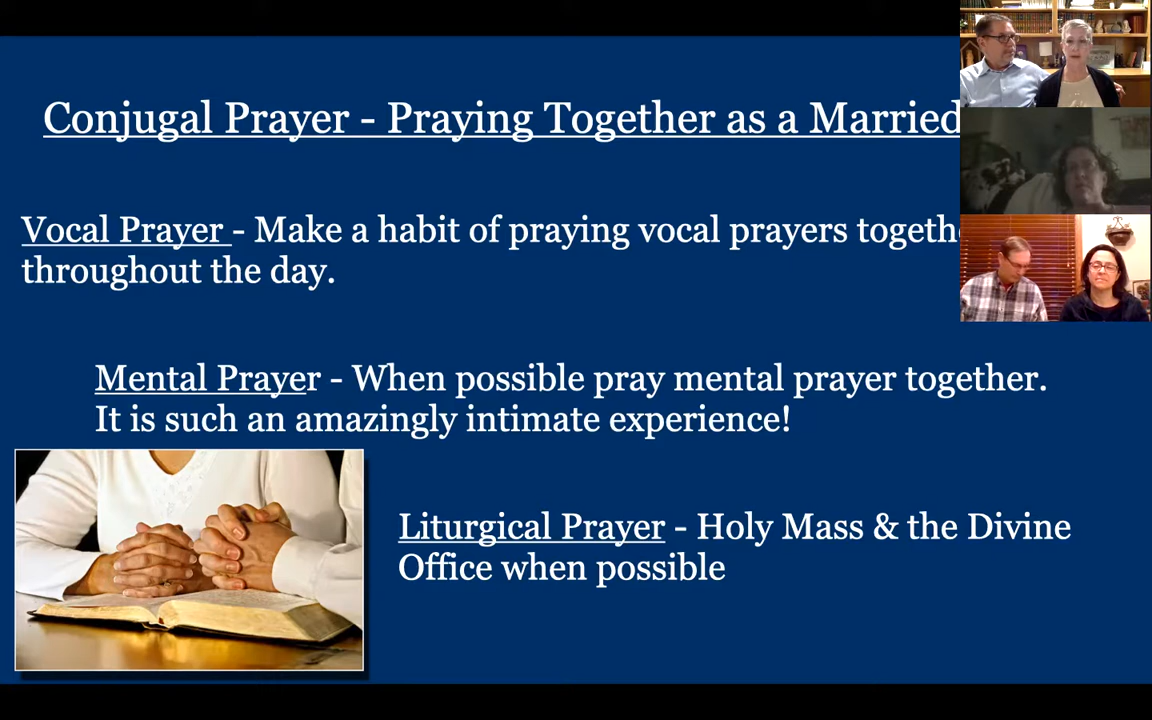 Conjugal Prayer - Praying Together as a Married
Vocal Prayer - Make a habit of praying vocal prayers togeth
throughout the day.
Mental Prayer - When possible pray mental prayer together.
It is such an amazingly intimate experience!
Liturgical Prayer - Holy Mass & the Divine
Office when possible